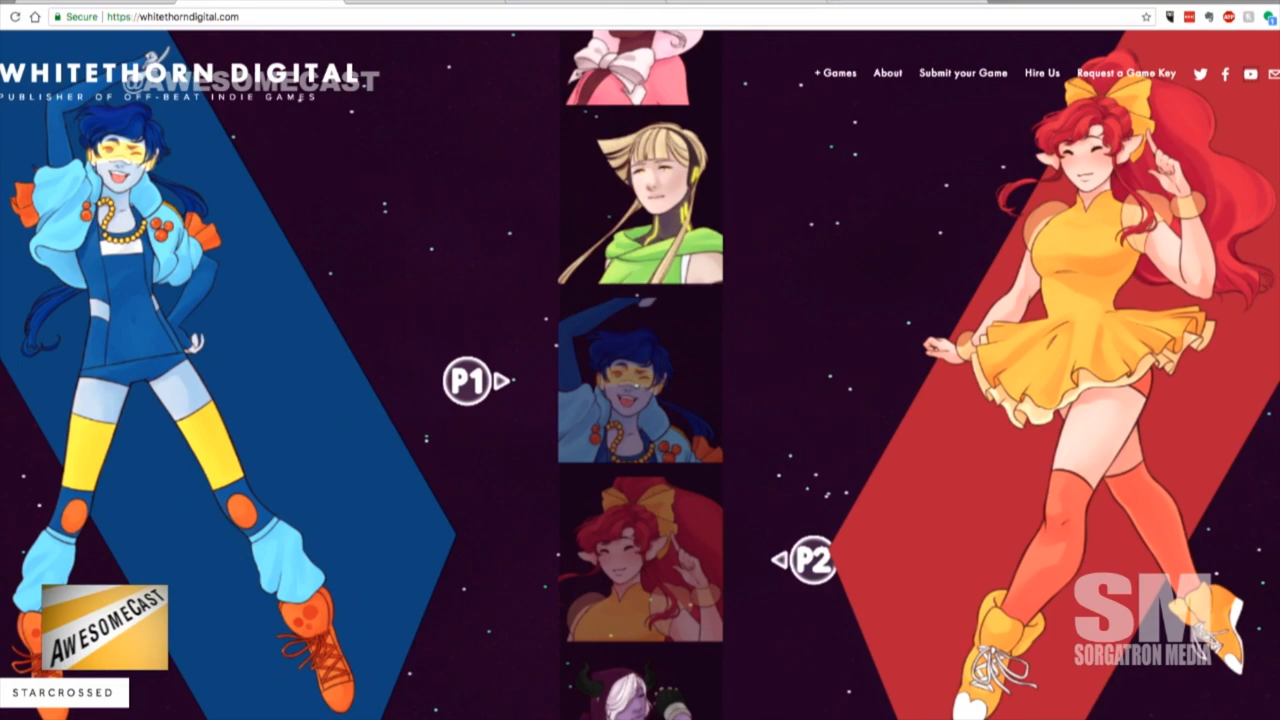 Secure https://whitethorndigital.com
WHITETHORN DIGITAL
@AWESOMECAST
PUBLISHER OF OFF-BEAT INDIE GAMES
+ Games About Submit your Game Hire Us Request a Game Key
P1
P2
AWESOMECAST
SM
SORGATRON MEDIA
STARCROSSED